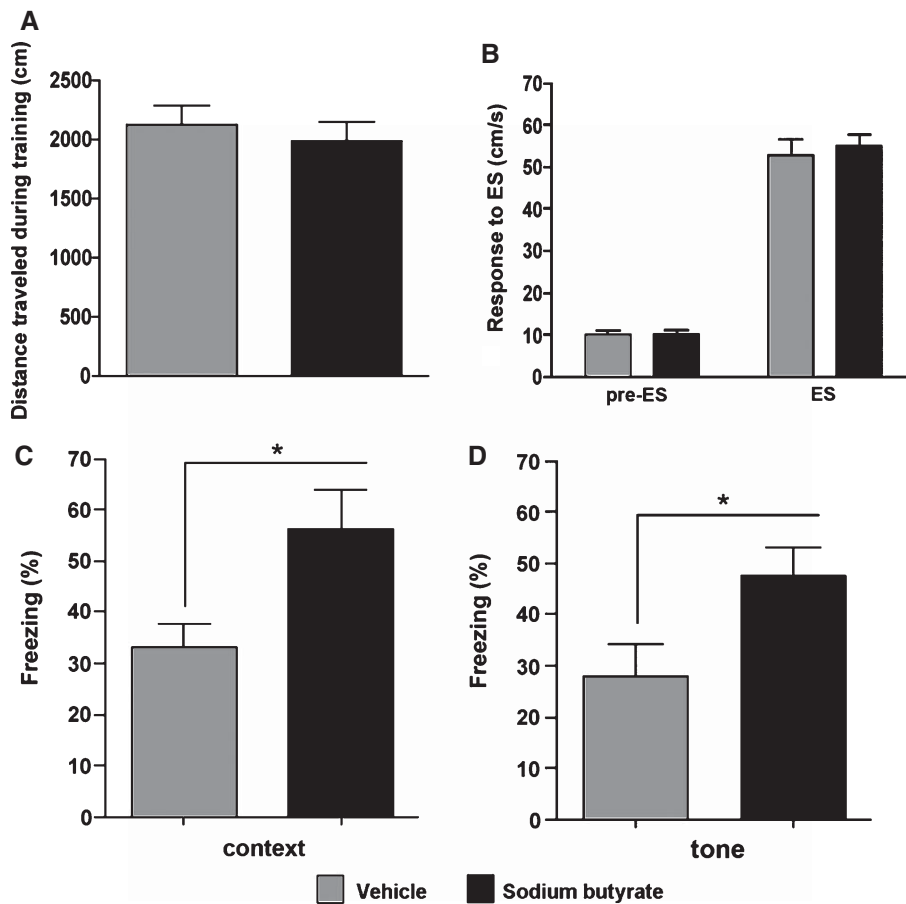 A
Distance traveled during training (cm)
2500
2000
1500
1000
500
0
B
Response to ES (cm/s)
70
60
50
40
30
20
10
0
pre-ES
ES
C
Freezing (%)
70
60
50
40
30
20
10
0
*
context
D
Freezing (%)
70
60
50
40
30
20
10
0
*
tone
Vehicle
Sodium butyrate